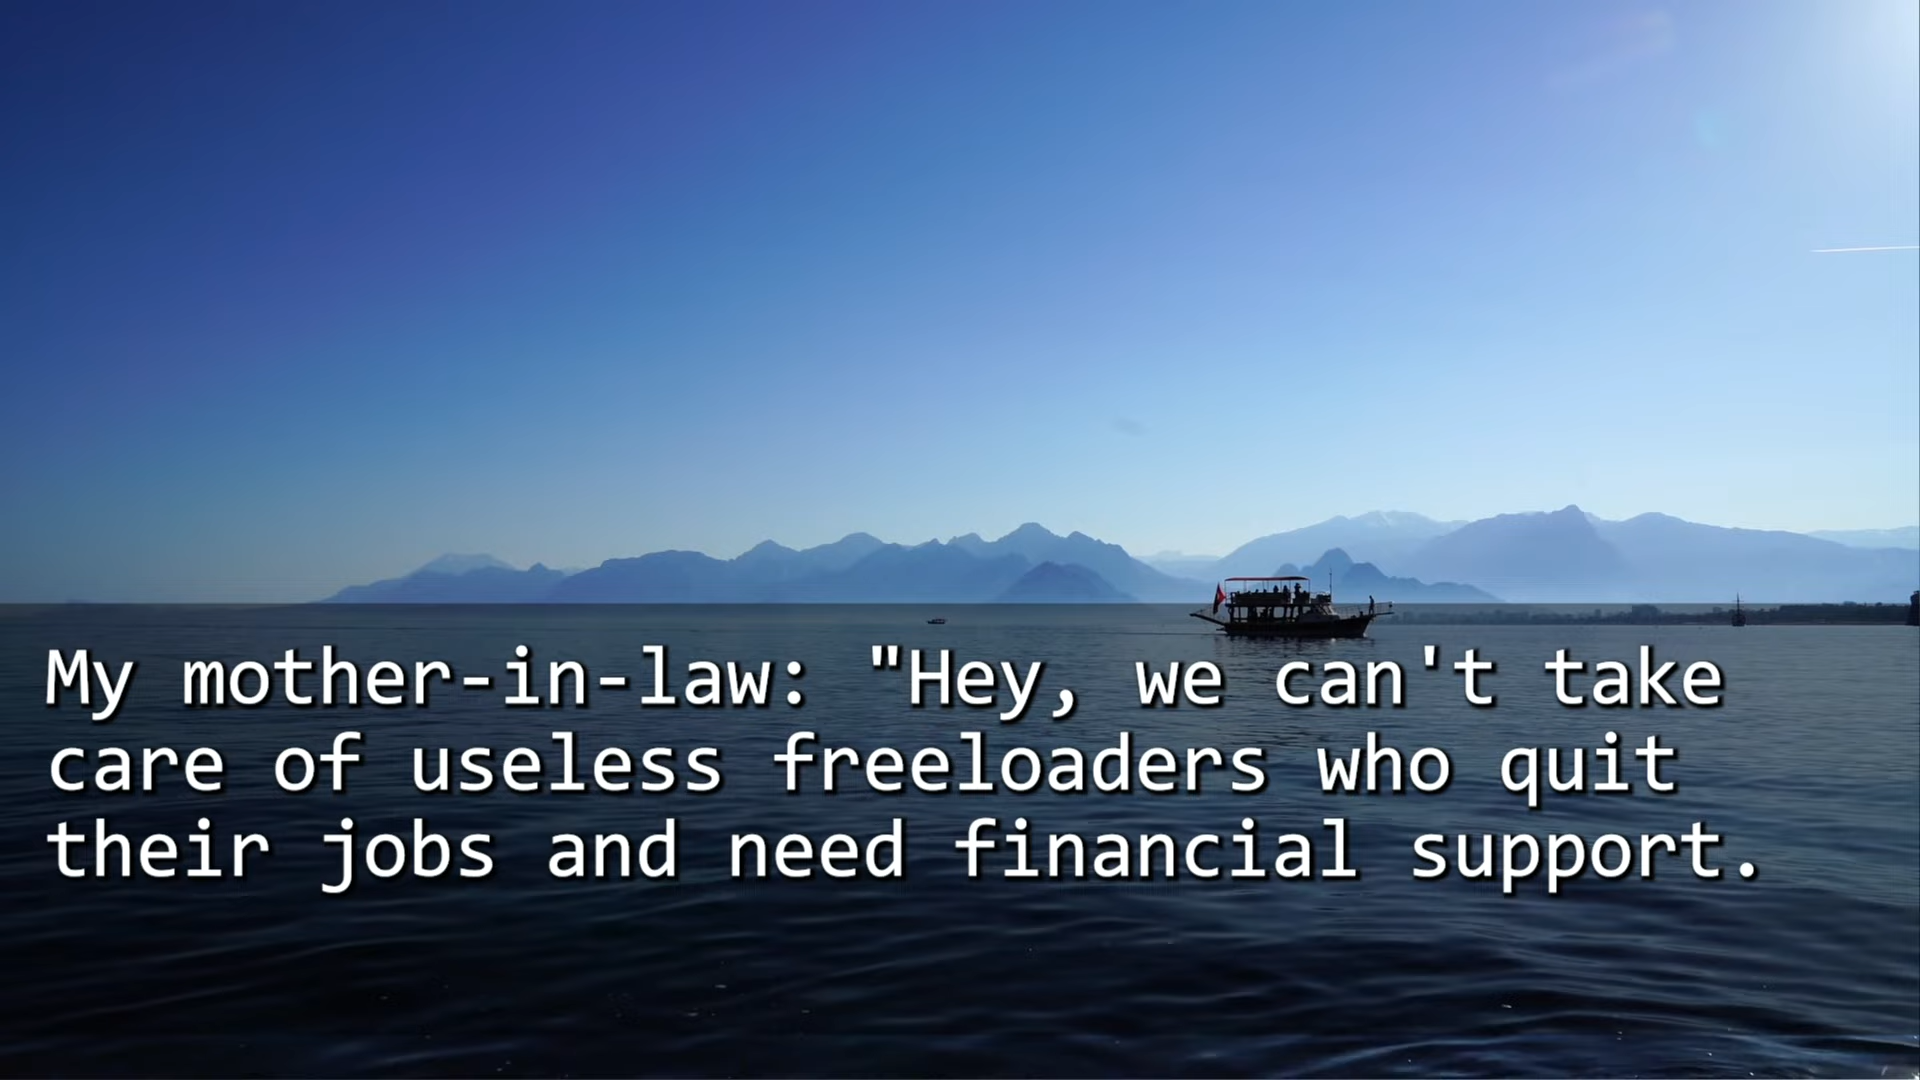 My mother-in-law: "Hey, we can't take
care of useless freeloaders who quit
their jobs and need financial support.